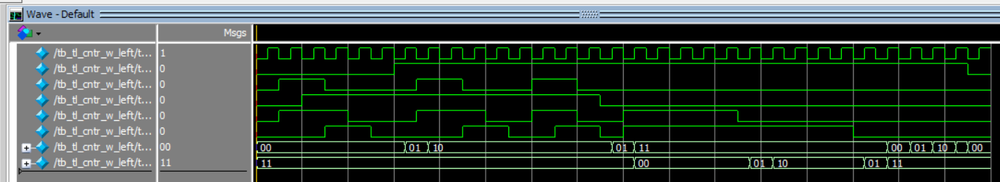 Wave - Default
Msgs
/tb_tl_cntr_w_left/t... 1
/tb_tl_cntr_w_left/t... 0
/tb_tl_cntr_w_left/t... 0
/tb_tl_cntr_w_left/t... 0
/tb_tl_cntr_w_left/t... 0
/tb_tl_cntr_w_left/t... 0
/tb_tl_cntr_w_left/t... 00 00 01 10 01 11 00 01 10 00
/tb_tl_cntr_w_left/t... 11 11 00 01 10 01 11